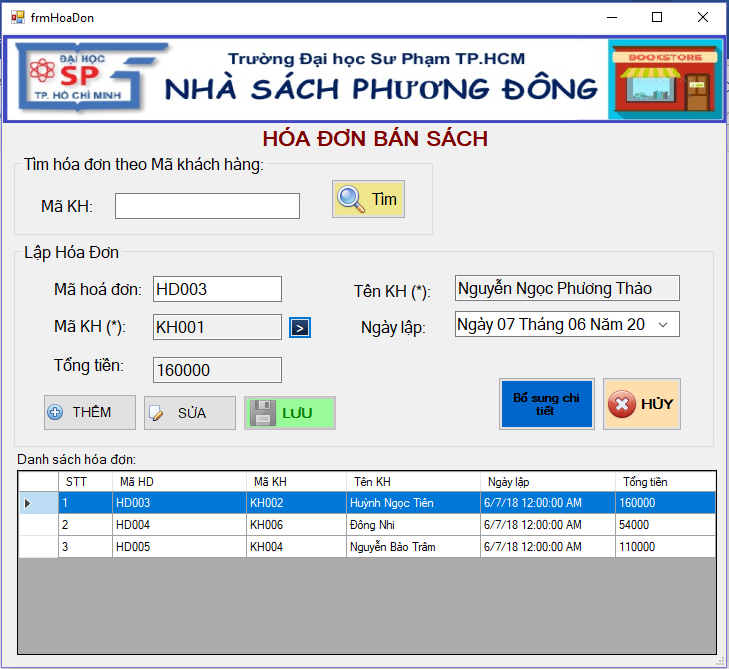 frmHoaDon
ĐẠI HỌC
SP
TP. HỒ CHÍ MINH
Trường Đại học Sư Phạm TP.HCM
NHÀ SÁCH PHƯƠNG ĐÔNG
BOOKSTORE
HÓA ĐƠN BÁN SÁCH
Tìm hóa đơn theo Mã khách hàng:
Mã KH:
Tìm
Lập Hóa Đơn
Mã hoá đơn: HD003
Tên KH (*): Nguyễn Ngọc Phương Thảo
Mã KH (*): KH001 >
Ngày lập: Ngày 07 Tháng 06 Năm 20
Tổng tiền: 160000
THÊM SỬA LƯU
Bổ sung chi
tiết
HỦY
Danh sách hóa đơn:
STT Mã HD Mã KH Tên KH Ngày lập Tổng tiền
1 HD003 KH002 Huỳnh Ngọc Tiên 6/7/18 12:00:00 AM 160000
2 HD004 KH006 Đông Nhi 6/7/18 12:00:00 AM 54000
3 HD005 KH004 Nguyễn Bảo Trâm 6/7/18 12:00:00 AM 110000